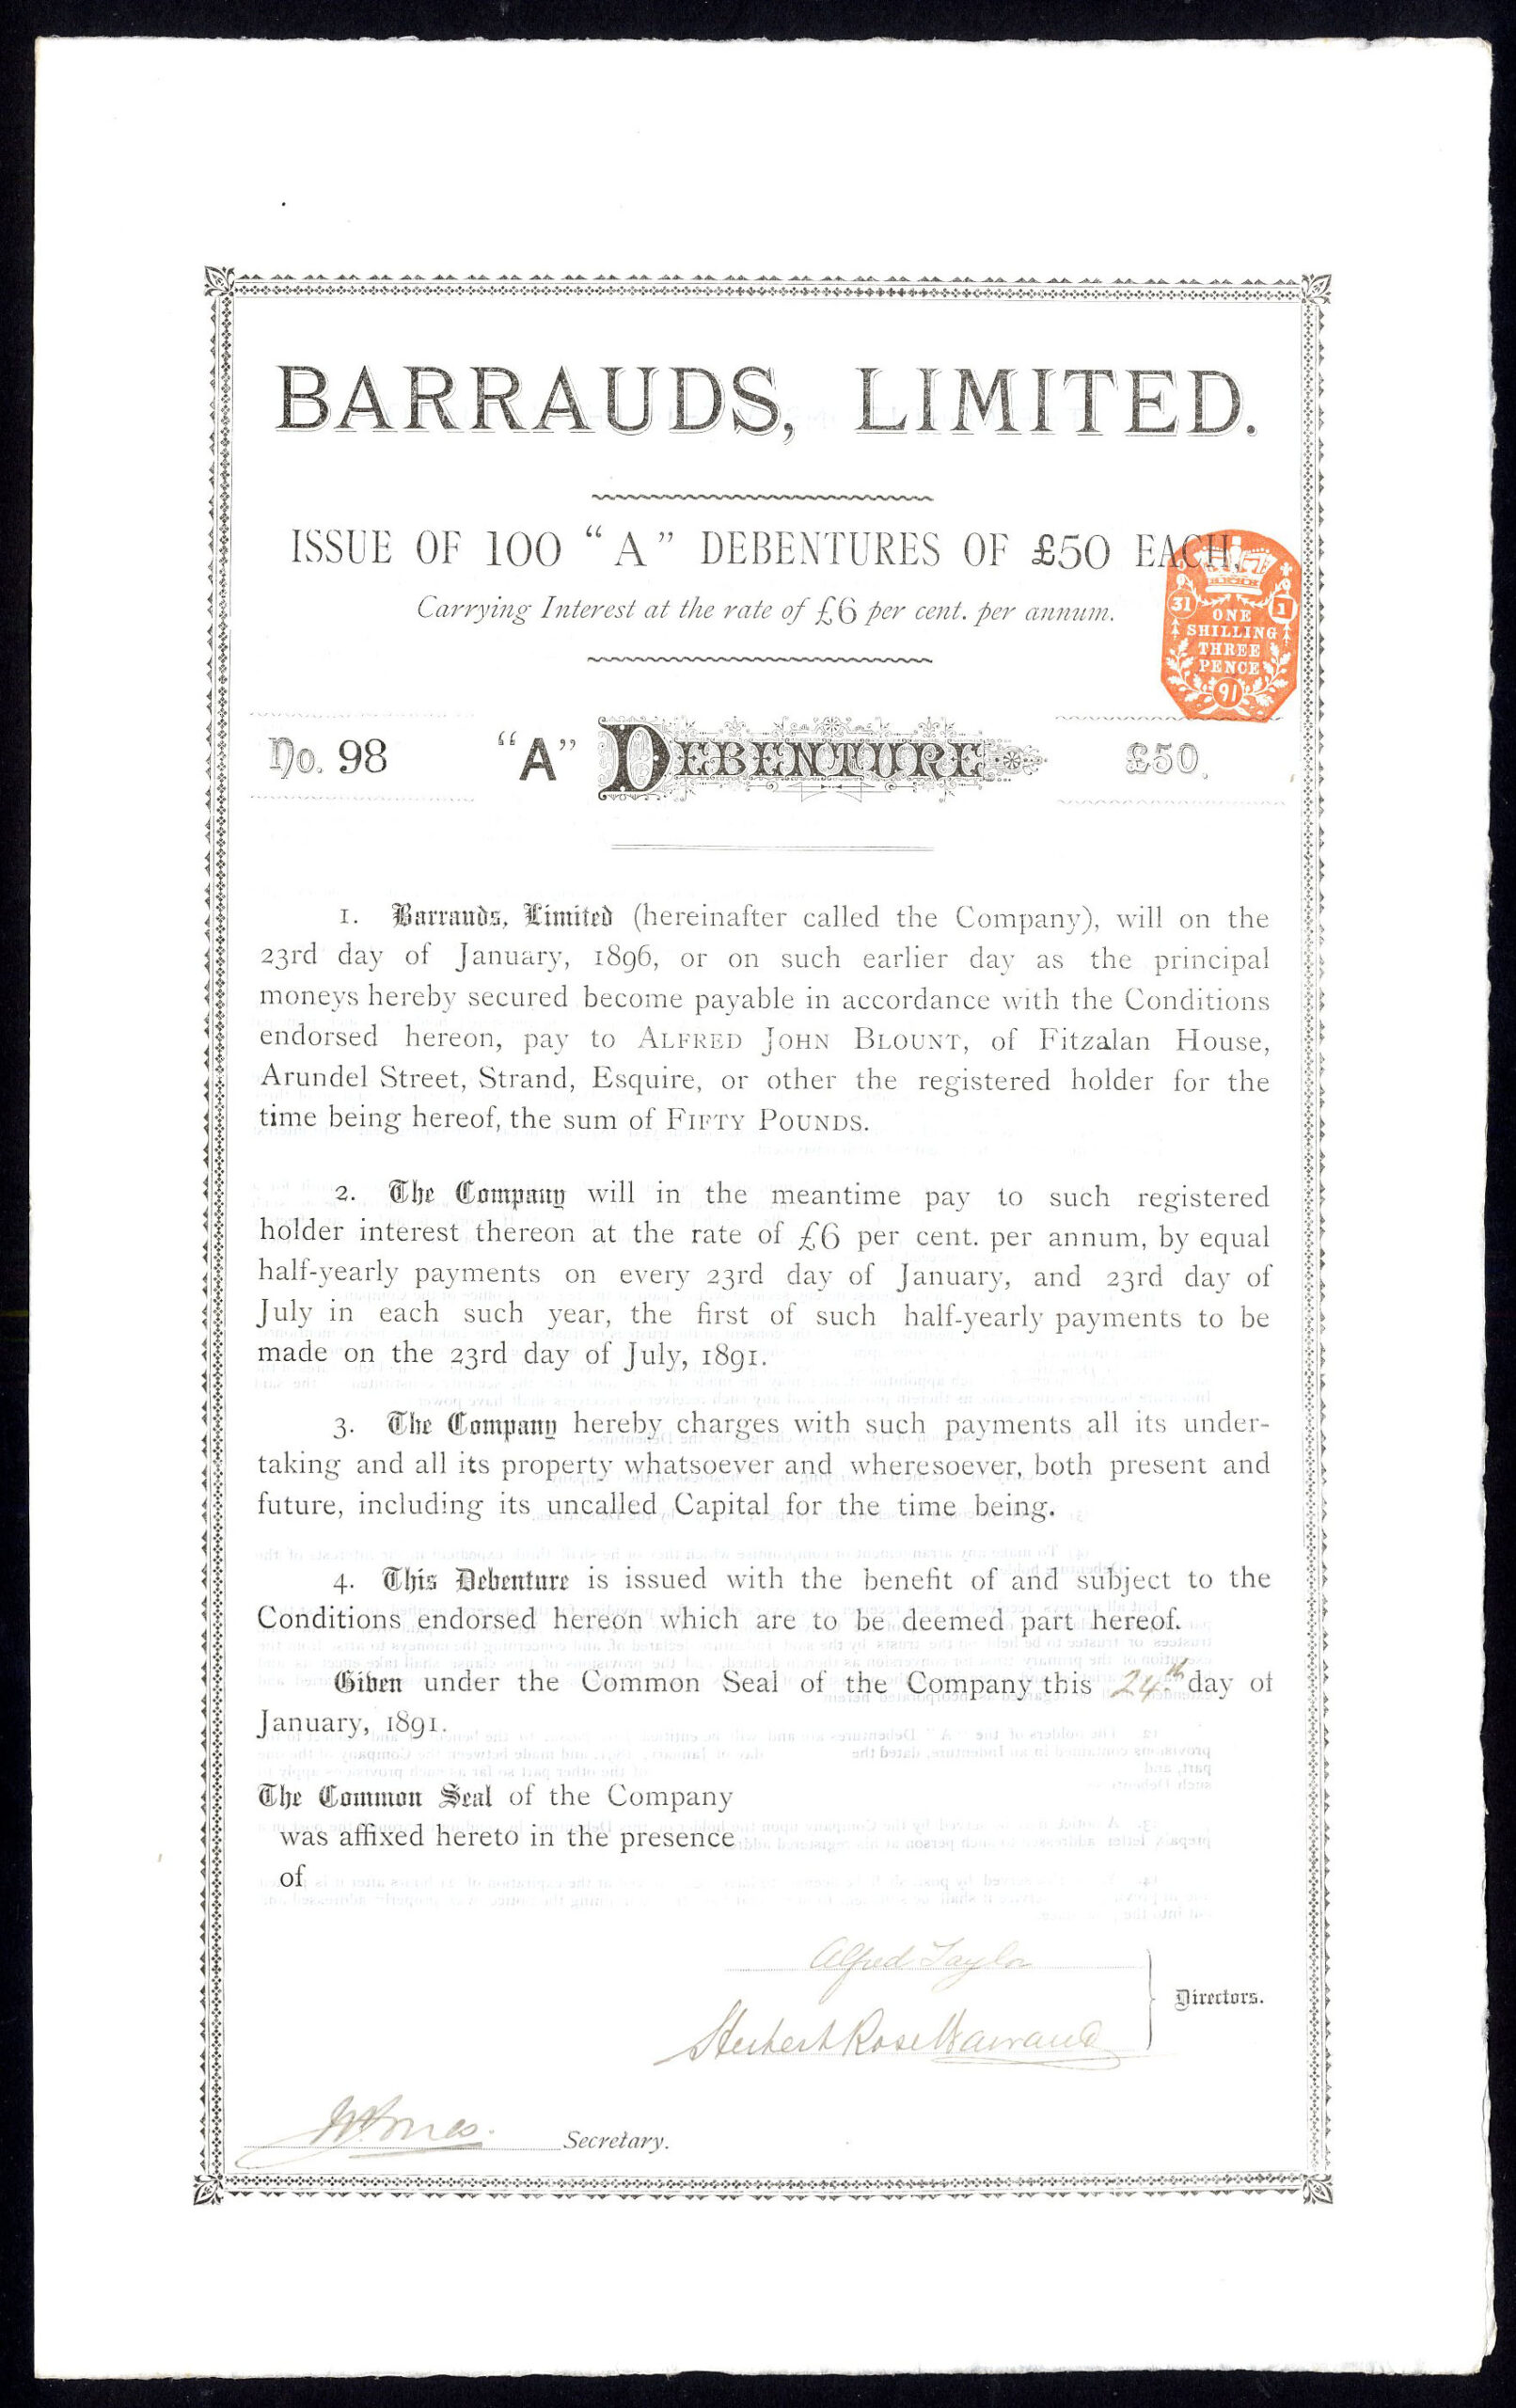 BARRAUDS, LIMITED.
ISSUE OF 100 "A" DEBENTURES OF £50 EACH.
Carrying Interest at the rate of £6 per cent. per annum.
31 1
ONE
SHILLING
THREE
PENCE
91
No. 98 "A" DEBENTURE £50.
1. Barrauds, Limited (hereinafter called the Company), will on the
23rd day of January, 1896, or on such earlier day as the principal
moneys hereby secured become payable in accordance with the Conditions
endorsed hereon, pay to ALFRED JOHN BLOUNT, of Fitzalan House,
Arundel Street, Strand, Esquire, or other the registered holder for the
time being hereof, the sum of FIFTY POUNDS.
2. The Company will in the meantime pay to such registered
holder interest thereon at the rate of £6 per cent. per annum, by equal
half-yearly payments on every 23rd day of January, and 23rd day of
July in each such year, the first of such half-yearly payments to be
made on the 23rd day of July, 1891.
3. The Company hereby charges with such payments all its under-
taking and all its property whatsoever and wheresoever, both present and
future, including its uncalled Capital for the time being.
4. This Debenture is issued with the benefit of and subject to the
Conditions endorsed hereon which are to be deemed part hereof.
Given under the Common Seal of the Company this 24th day of
January, 1891.
The Common Seal of the Company
was affixed hereto in the presence
of
Alfred Taylor
Directors.
Herbert Rose Barraud
Secretary.